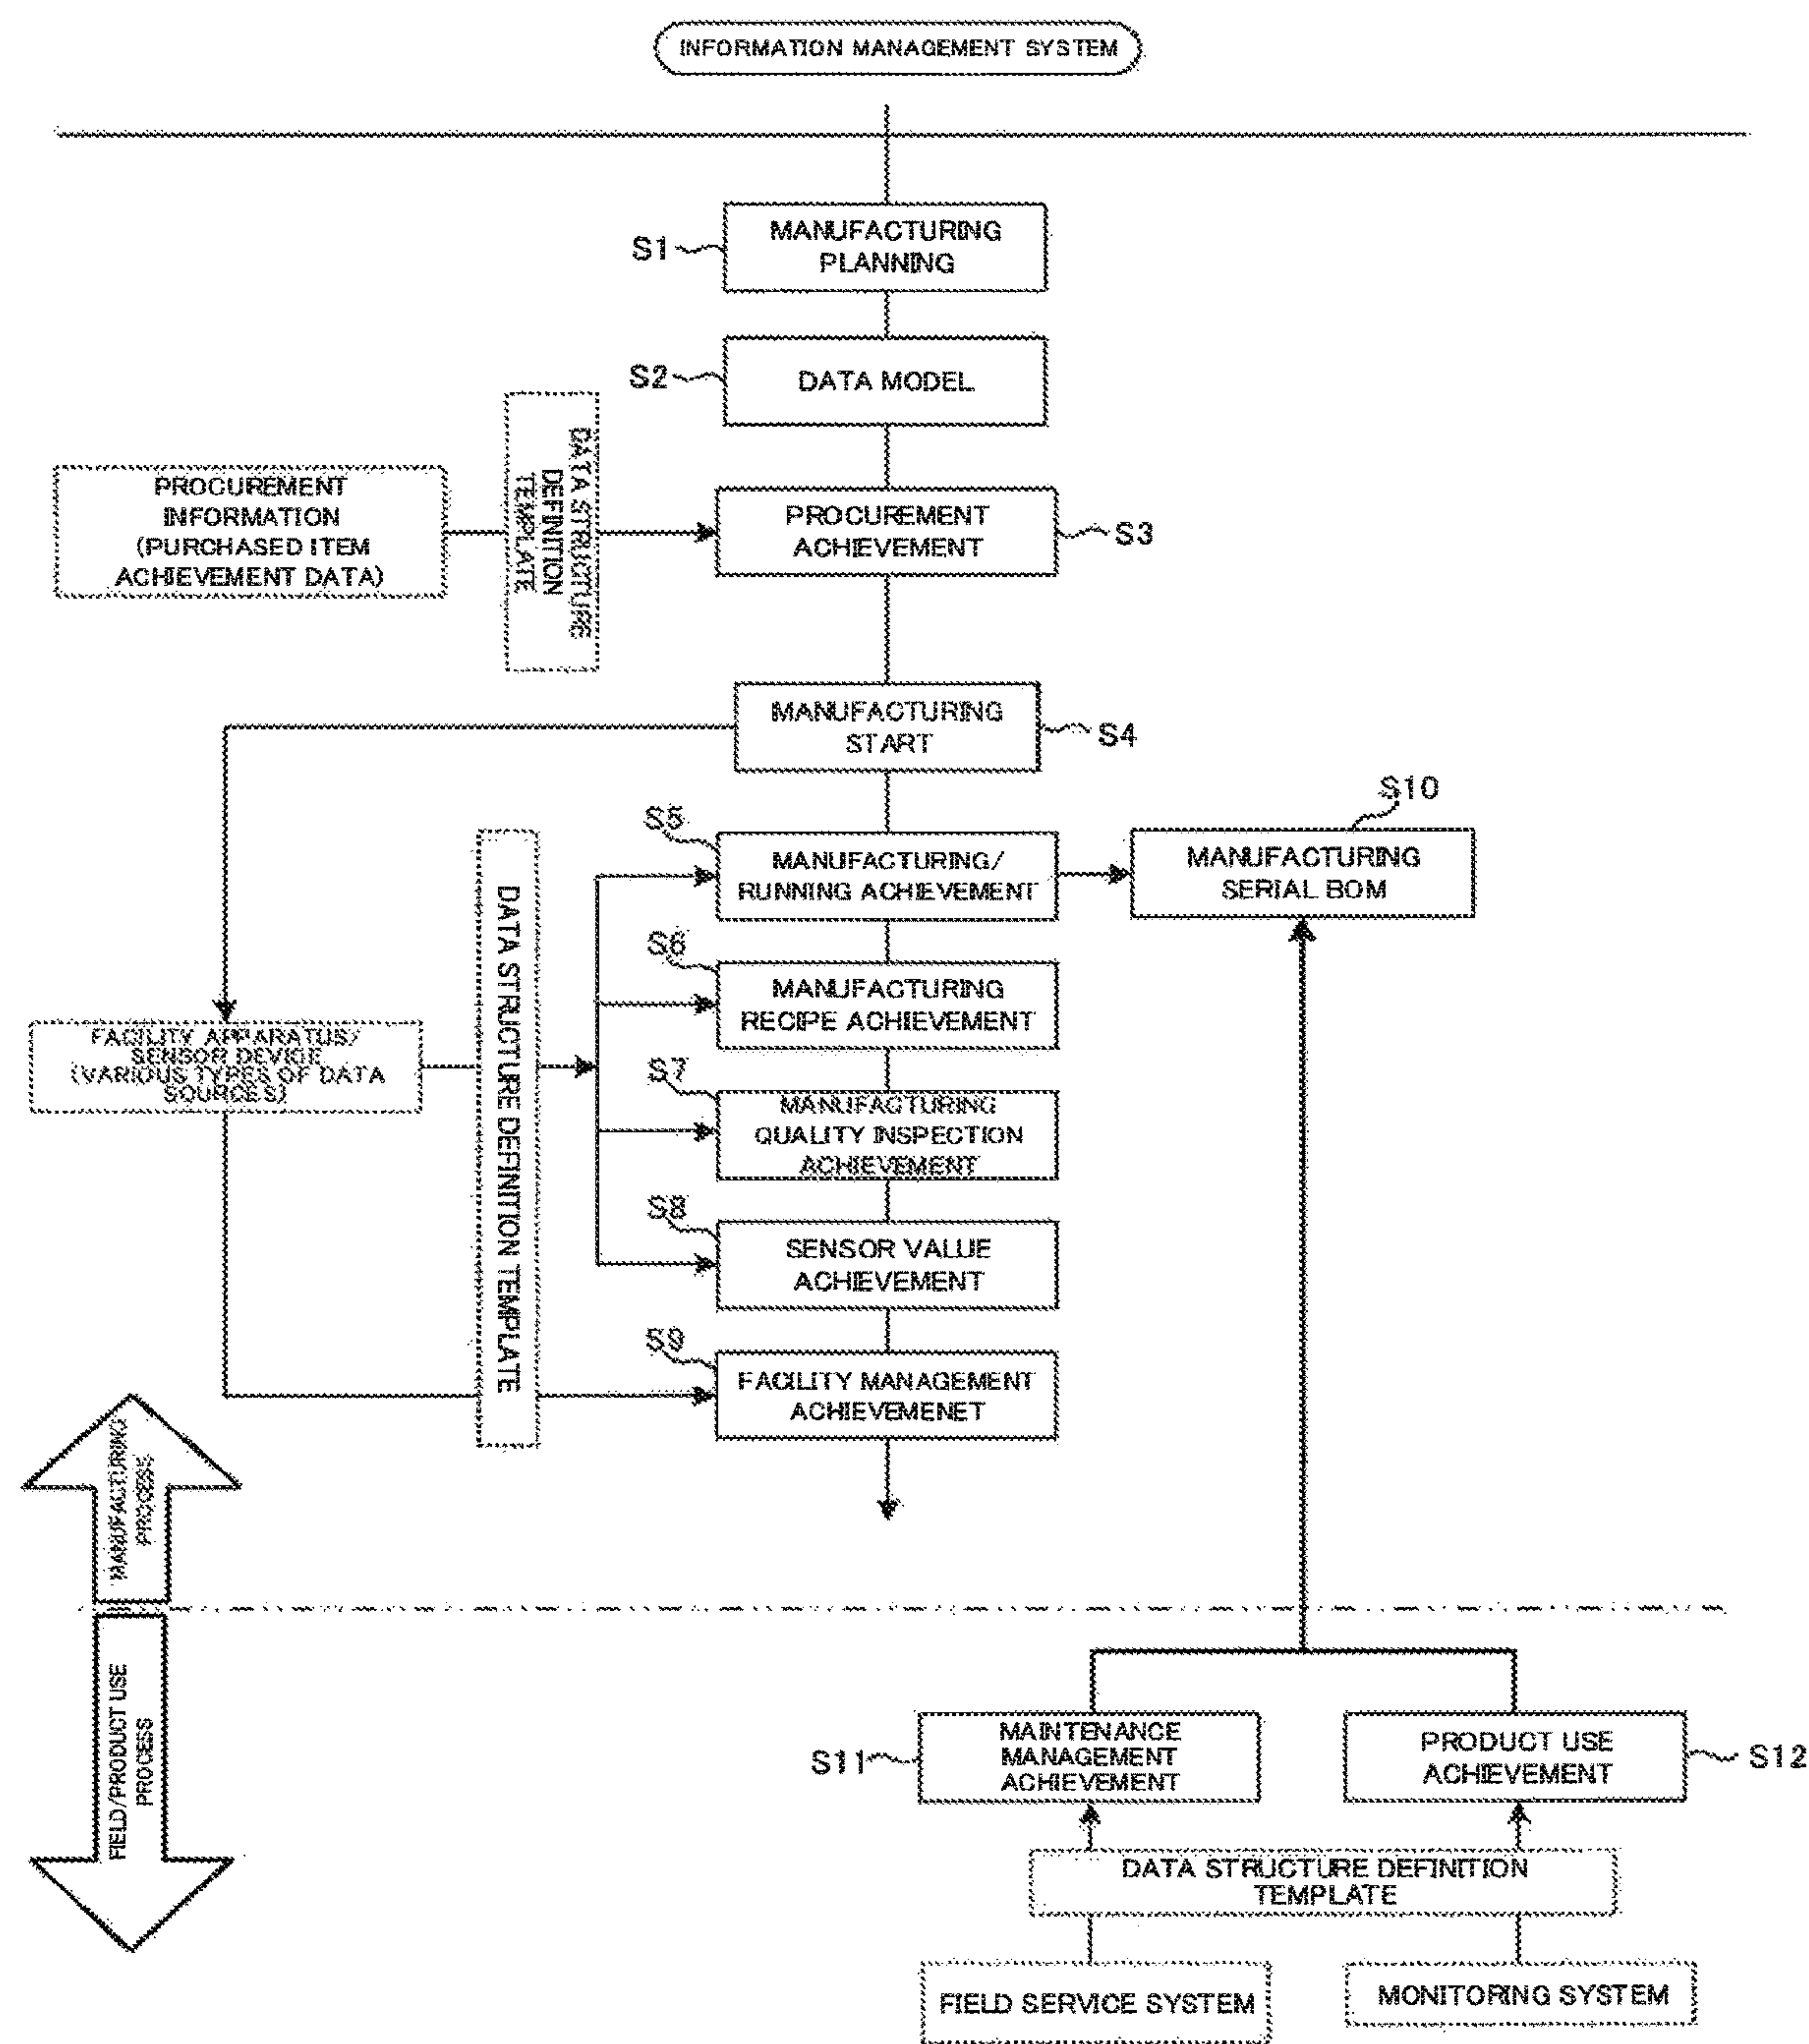 INFORMATION MANAGEMENT SYSTEM
S1
MANUFACTURING
PLANNING
S2
DATA MODEL
PROCUREMENT
INFORMATION
(PURCHASED ITEM
ACHIEVEMENT DATA)
DATA STRUCTURE
DEFINITION
TEMPLATE
PROCUREMENT
ACHIEVEMENT
S3
MANUFACTURING
START
S4
S5
MANUFACTURING/
RUNNING ACHIEVEMENT
S10
MANUFACTURING
SERIAL BOM
S6
MANUFACTURING
RECIPE ACHIEVEMENT
FACILITY APPARATUS/
SENSOR DEVICE
(VARIOUS TYPES OF DATA
SOURCES)
DATA STRUCTURE DEFINITION TEMPLATE
S7
MANUFACTURING
QUALITY INSPECTION
ACHIEVEMENT
S8
SENSOR VALUE
ACHIEVEMENT
S9
FACILITY MANAGEMENT
ACHIEVEMENET
MANUFACTURING
PROCESS
FIELD/PRODUCT USE
PROCESS
S11
MAINTENANCE
MANAGEMENT
ACHIEVEMENT
PRODUCT USE
ACHIEVEMENT
S12
DATA STRUCTURE DEFINITION
TEMPLATE
FIELD SERVICE SYSTEM
MONITORING SYSTEM